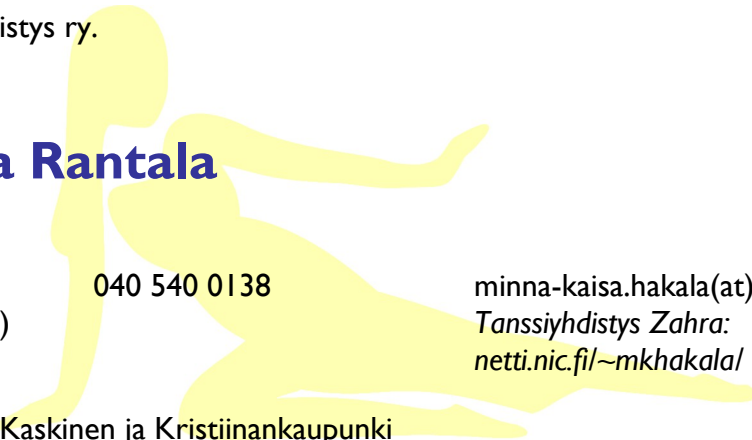 istys ry.
a Rantala
040 540 0138 minna-kaisa.hakala(at)
) Tanssiyhdistys Zahra:
netti.nic.fi/~mkhakala/
Kaskinen ja Kristiinankaupunki